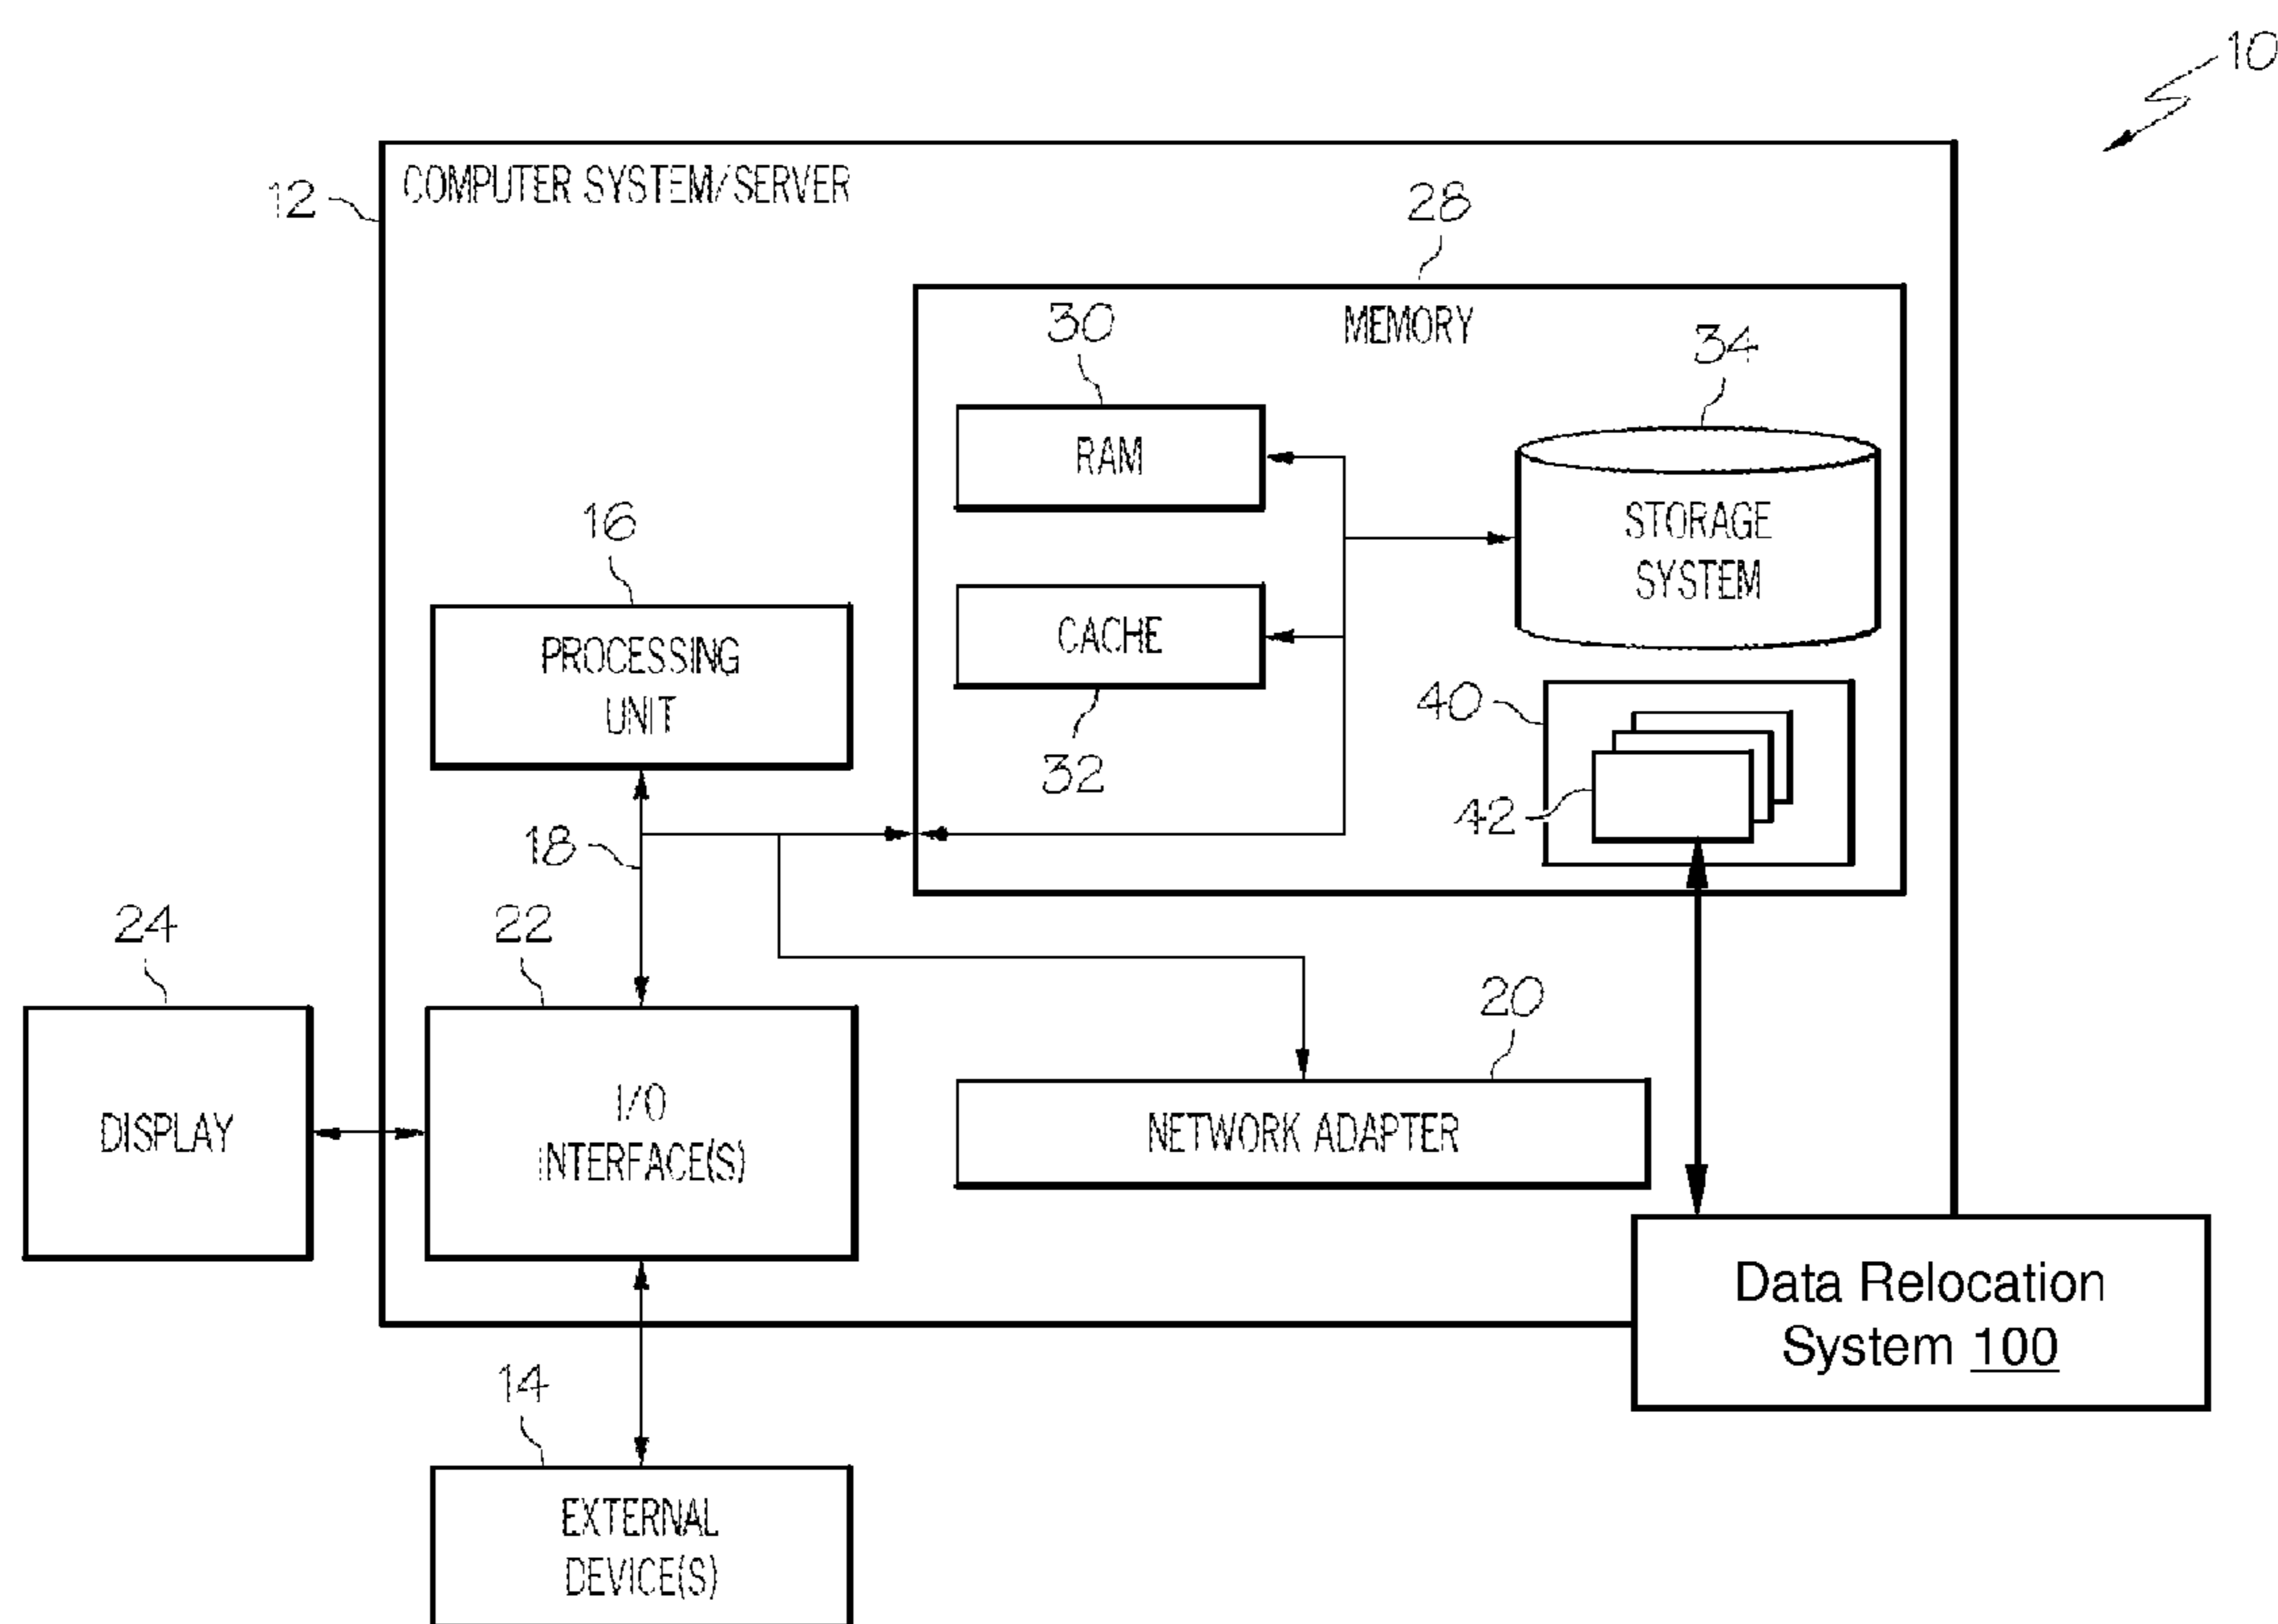 10
COMPUTER SYSTEM/SERVER
12
28
MEMORY
30
34
RAM
STORAGE
SYSTEM
16
CACHE
PROCESSING
UNIT
32
40
42
18
24
22
20
DISPLAY
I/O
INTERFACE(S)
NETWORK ADAPTER
Data Relocation
System 100
14
EXTERNAL
DEVICE(S)